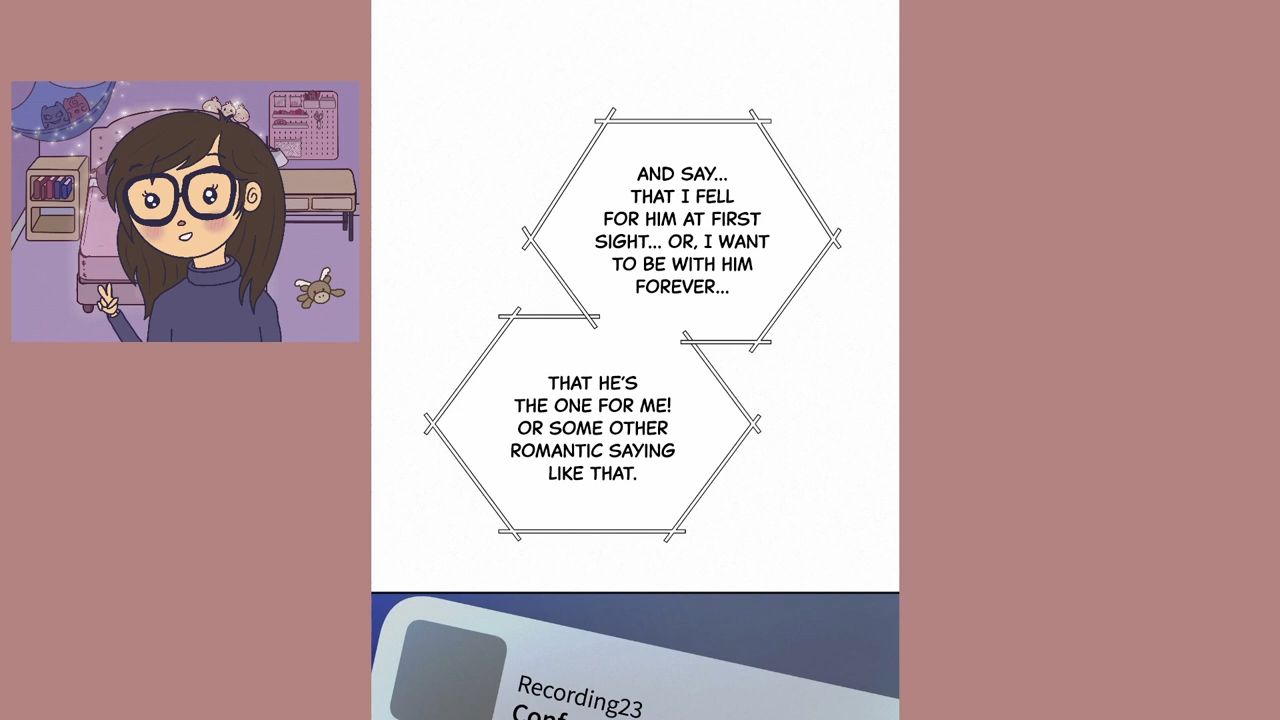 AND SAY...
THAT I FELL
FOR HIM AT FIRST
SIGHT... OR, I WANT
TO BE WITH HIM
FOREVER...
THAT HE'S
THE ONE FOR ME!
OR SOME OTHER
ROMANTIC SAYING
LIKE THAT.
Recording23